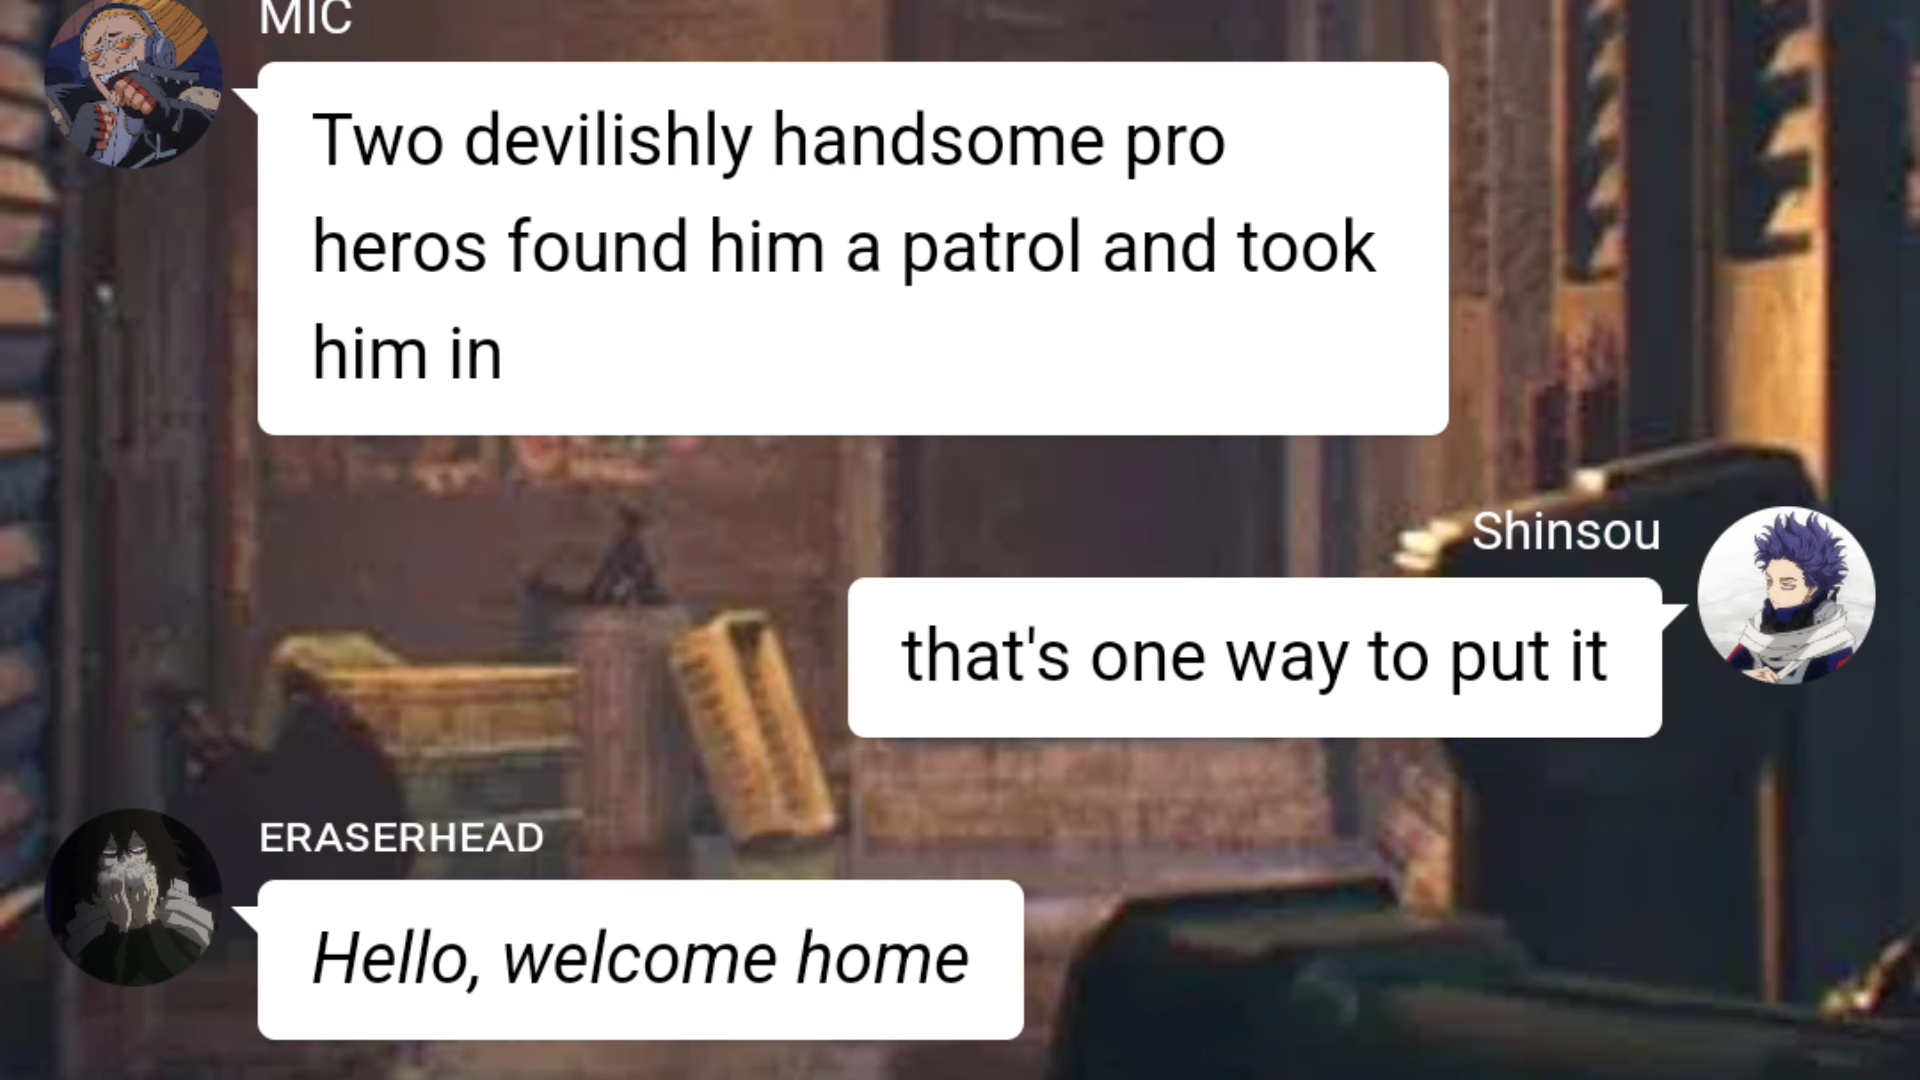 MIC
Two devilishly handsome pro
heros found him a patrol and took
him in
Shinsou
that's one way to put it
ERASERHEAD
Hello, welcome home